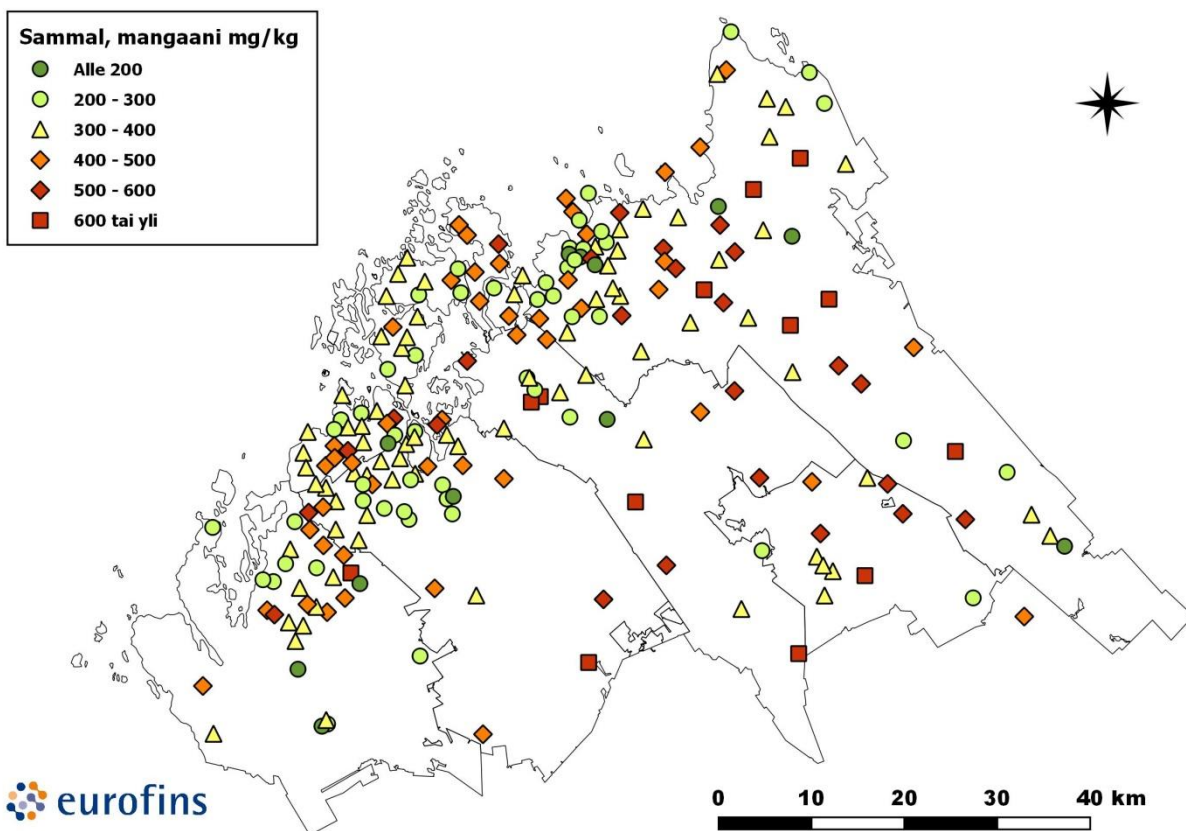 Sammal, mangaani mg/kg
Alle 200
200 - 300
300 - 400
400 - 500
500 - 600
600 tai yli
eurofins
0 10 20 30 40 km